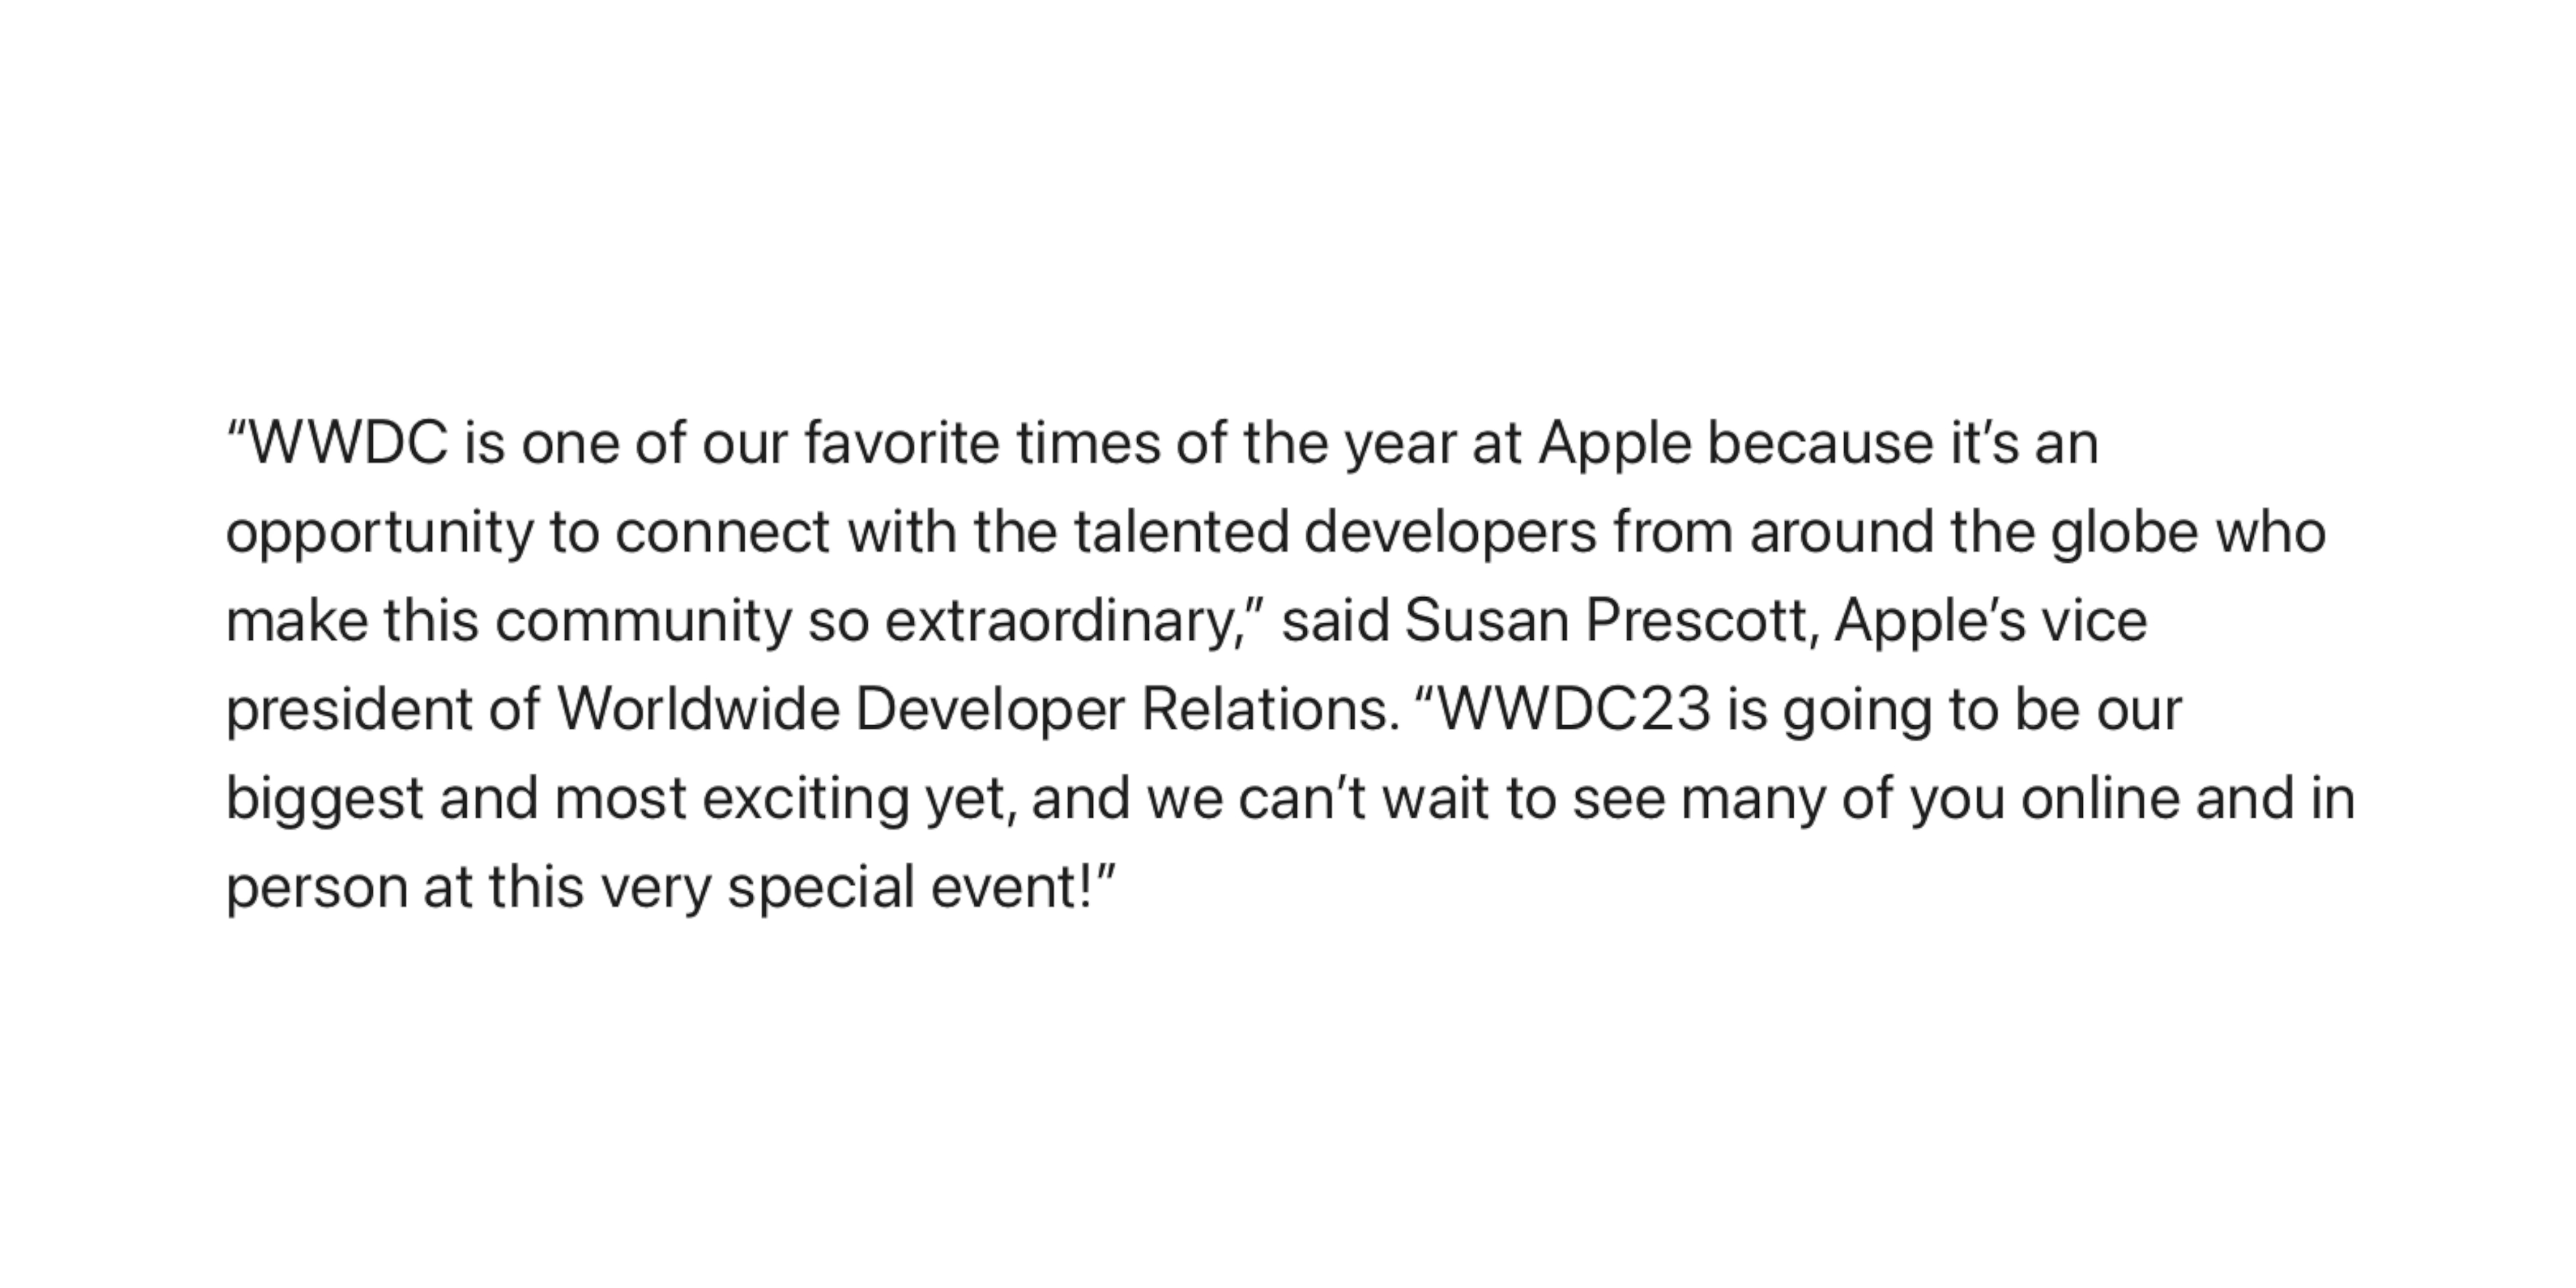 “WWDC is one of our favorite times of the year at Apple because it’s an
opportunity to connect with the talented developers from around the globe who
make this community so extraordinary,” said Susan Prescott, Apple’s vice
president of Worldwide Developer Relations. “WWDC23 is going to be our
biggest and most exciting yet, and we can’t wait to see many of you online and in
person at this very special event!”